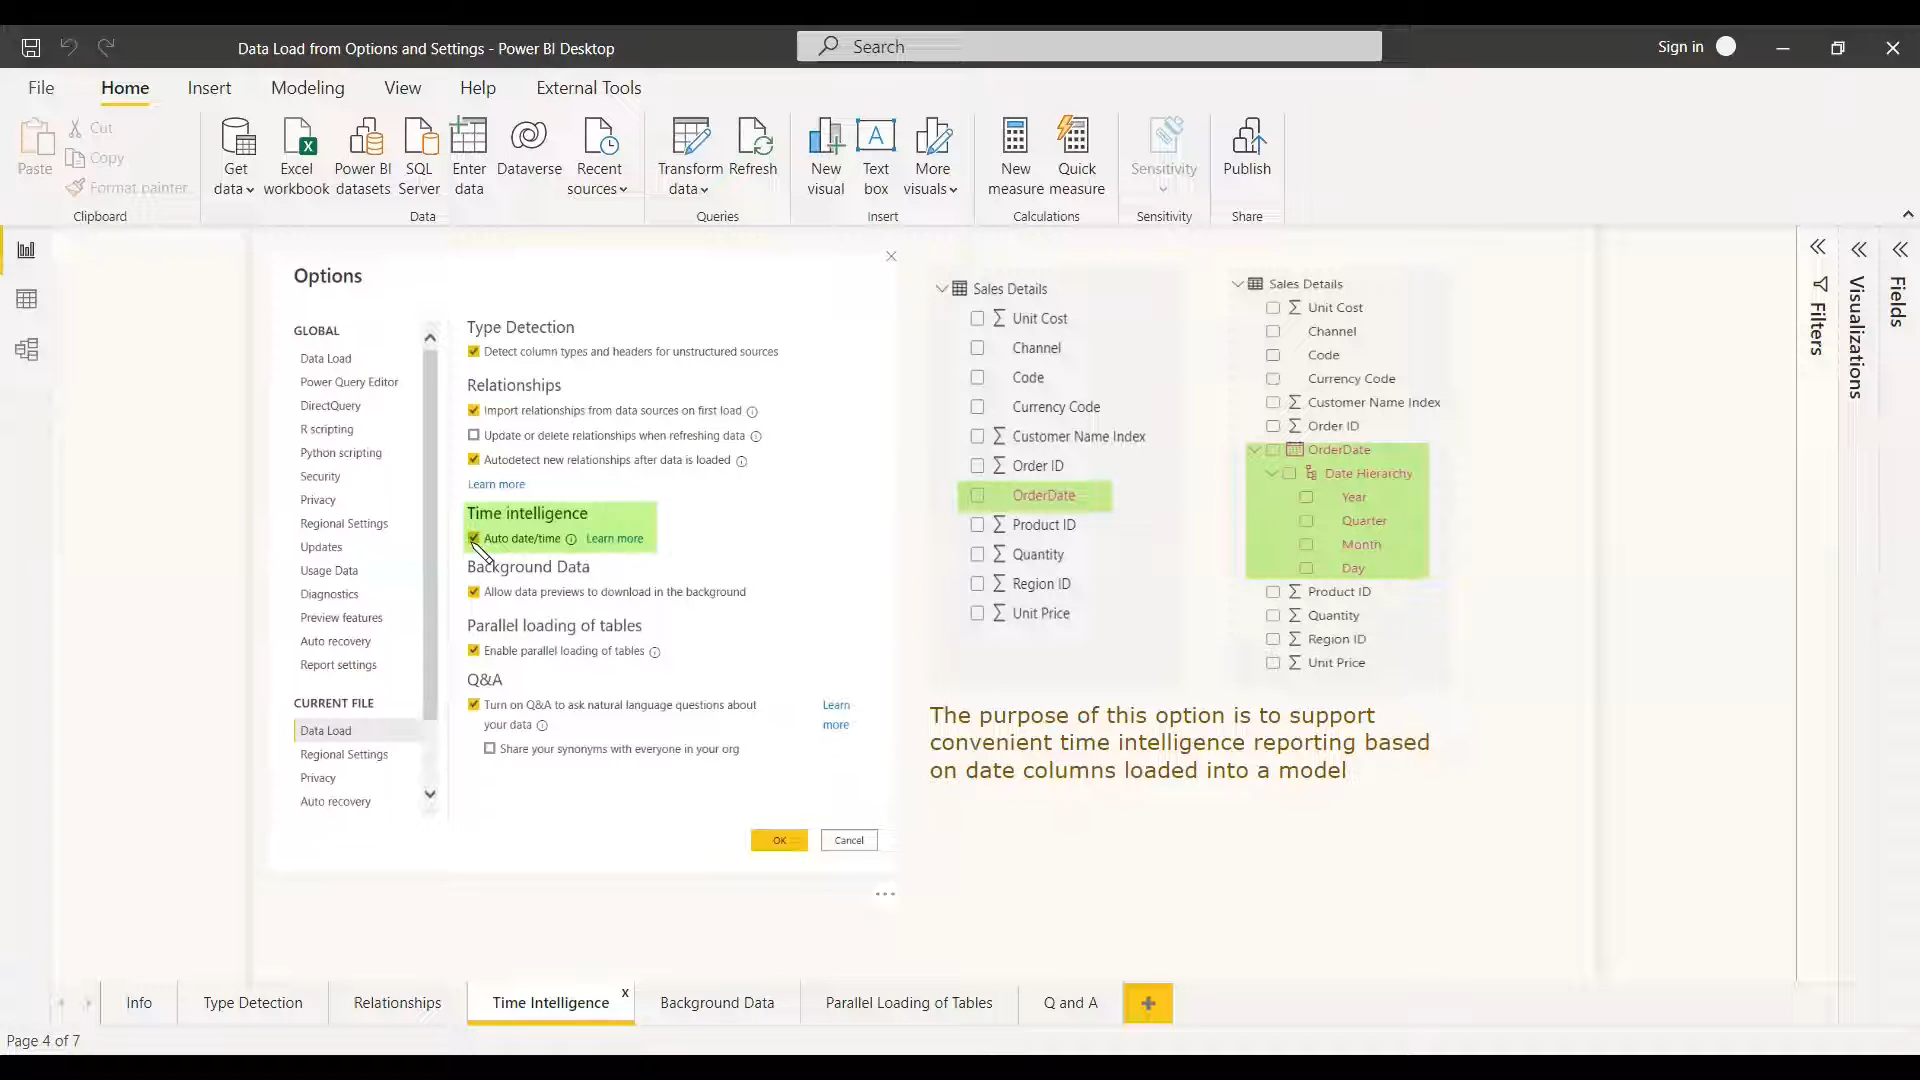 Data Load from Options and Settings - Power BI Desktop
Search
Sign in
File
Home
Insert
Modeling
View
Help
External Tools
Paste
Cut
Copy
Format painter
Clipboard
Get data
Excel workbook
Power BI datasets
SQL Server
Enter data
Dataverse
Recent sources
Data
Transform data
Refresh
Queries
New visual
Text box
More visuals
Insert
New measure
Quick measure
Calculations
Sensitivity
Sensitivity
Publish
Share
Options
GLOBAL
Data Load
Power Query Editor
DirectQuery
R scripting
Python scripting
Security
Privacy
Regional Settings
Updates
Usage Data
Diagnostics
Preview features
Auto recovery
Report settings
CURRENT FILE
Data Load
Regional Settings
Privacy
Auto recovery
Type Detection
Detect column types and headers for unstructured sources
Relationships
Import relationships from data sources on first load
Update or delete relationships when refreshing data
Autodetect new relationships after data is loaded
Learn more
Time intelligence
Auto date/time Learn more
Background Data
Allow data previews to download in the background
Parallel loading of tables
Enable parallel loading of tables
Q&A
Turn on Q&A to ask natural language questions about
your data
Learn
more
Share your synonyms with everyone in your org
OK
Cancel
Sales Details
Unit Cost
Channel
Code
Currency Code
Customer Name Index
Order ID
OrderDate
Product ID
Quantity
Region ID
Unit Price
Sales Details
Unit Cost
Channel
Code
Currency Code
Customer Name Index
Order ID
OrderDate
Date Hierarchy
Year
Quarter
Month
Day
Product ID
Quantity
Region ID
Unit Price
The purpose of this option is to support
convenient time intelligence reporting based
on date columns loaded into a model
Filters
Visualizations
Fields
Info
Type Detection
Relationships
Time Intelligence
x
Background Data
Parallel Loading of Tables
Q and A
Page 4 of 7